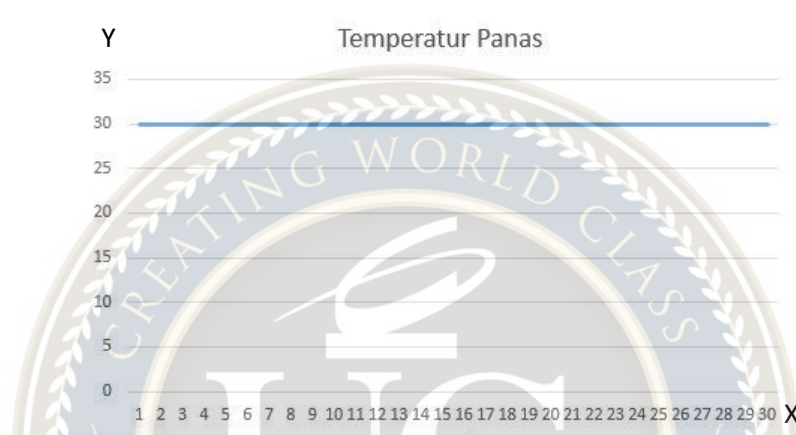 Y
Temperatur Panas
35
30
25
20
15
10
5
0
1 2 3 4 5 6 7 8 9 10 11 12 13 14 15 16 17 18 19 20 21 22 23 24 25 26 27 28 29 30 X
CREATING WORLD CLASS
UC